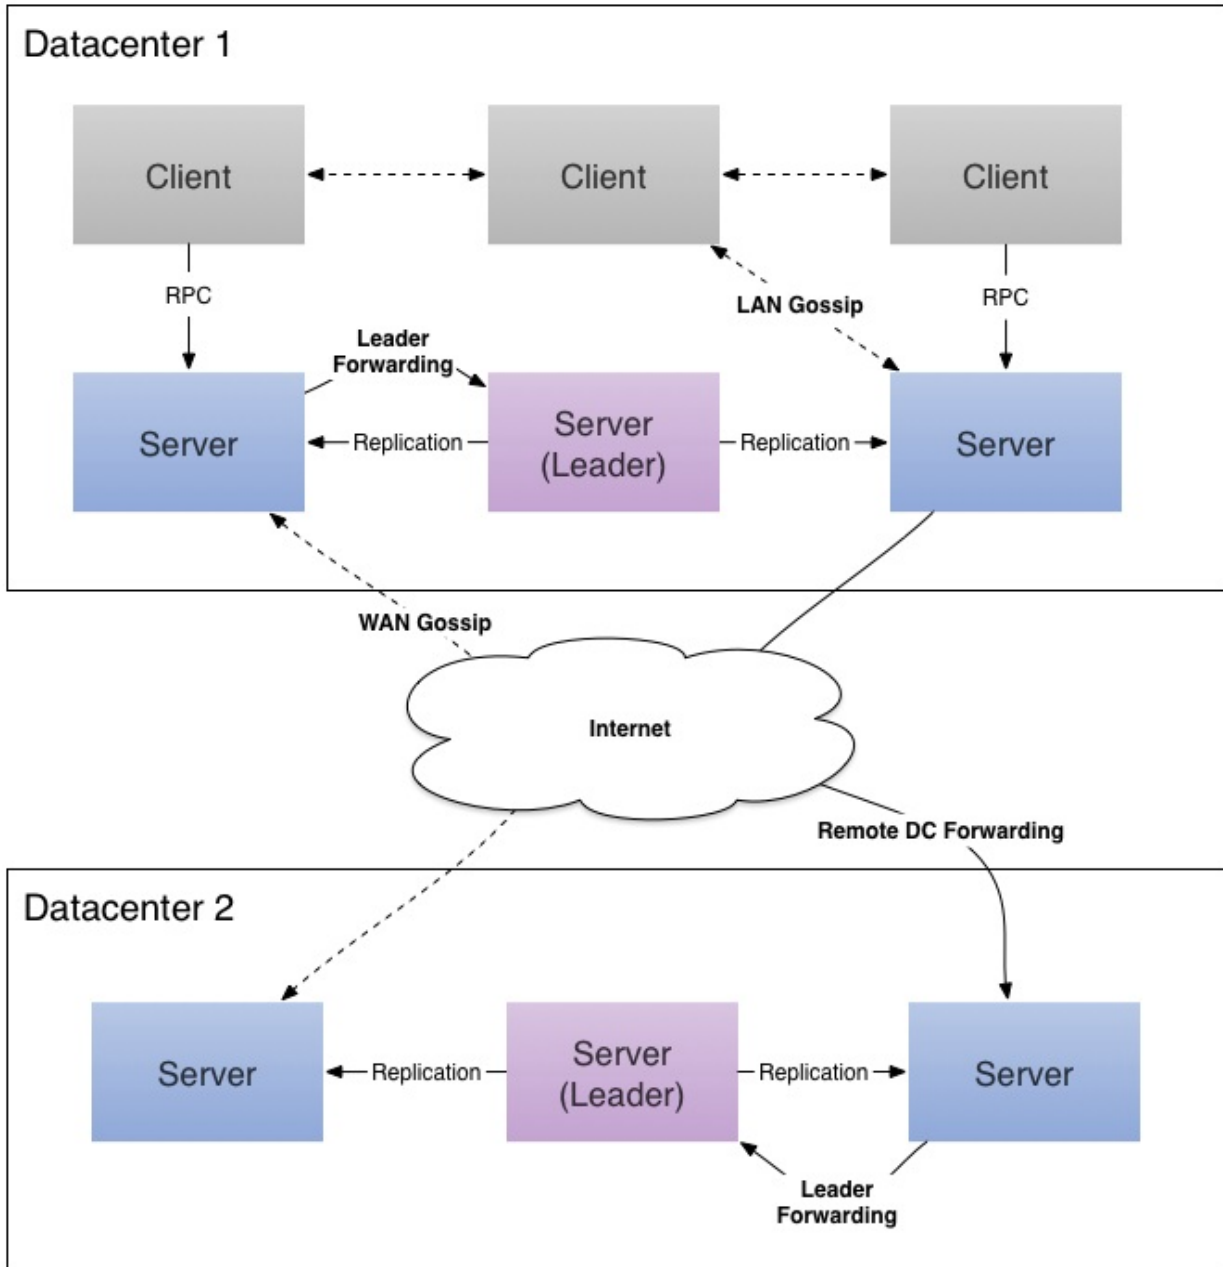 Datacenter 1
Client
Client
Client
RPC
LAN Gossip
RPC
Leader
Forwarding
Server
Replication
Server
(Leader)
Replication
Server
WAN Gossip
Internet
Remote DC Forwarding
Datacenter 2
Server
Replication
Server
(Leader)
Replication
Server
Leader
Forwarding